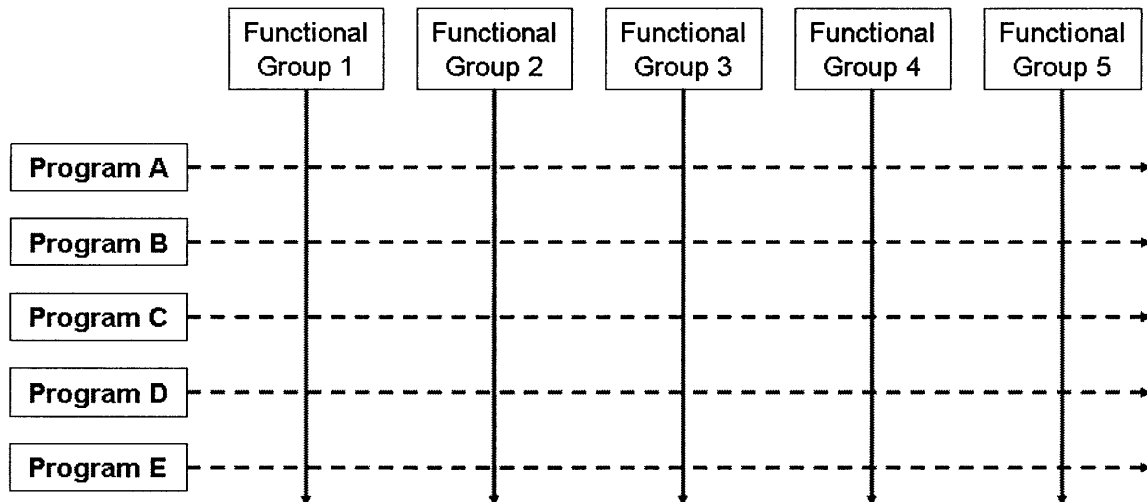 Functional
Group 1
Functional
Group 2
Functional
Group 3
Functional
Group 4
Functional
Group 5
Program A
Program B
Program C
Program D
Program E